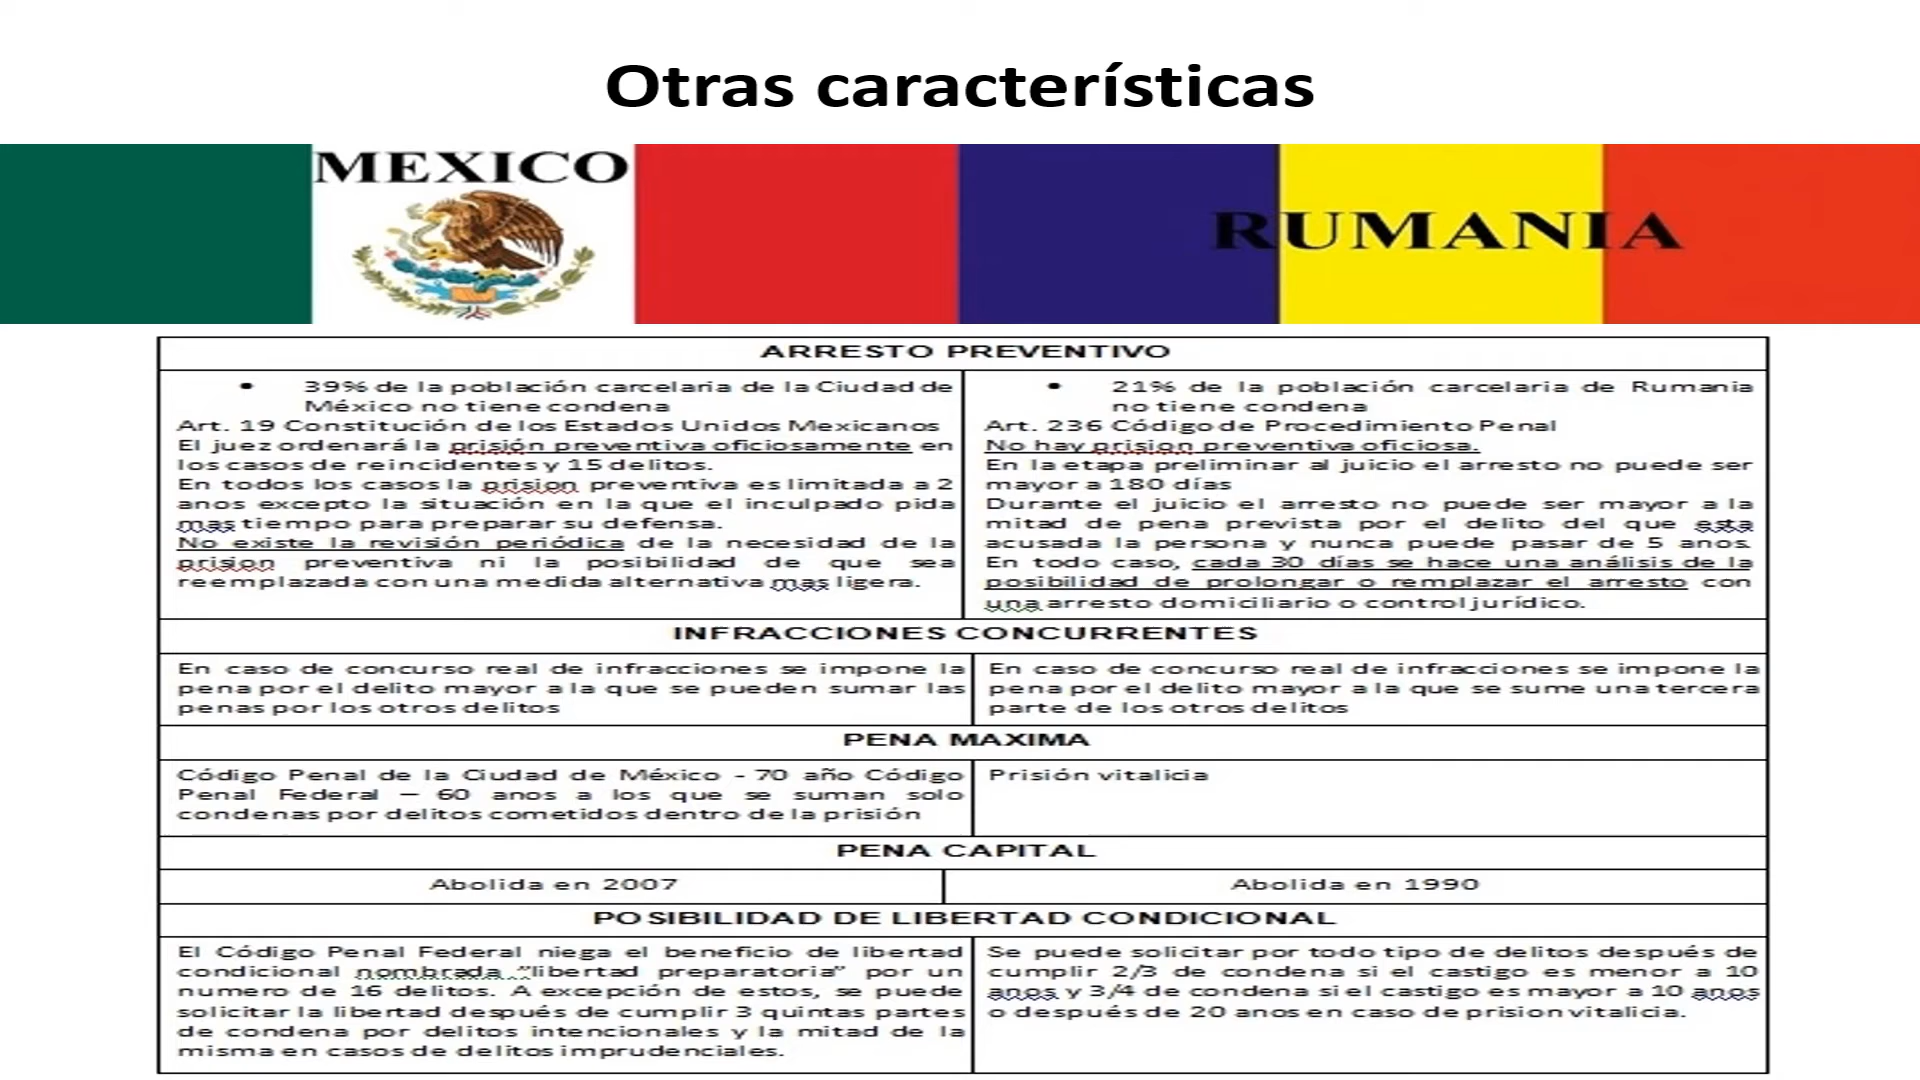 Otras características
MEXICO
RUMANIA
ARRESTO PREVENTIVO
• 39% de la población carcelaria de la Ciudad de
México no tiene condena
Art. 19 Constitución de los Estados Unidos Mexicanos
El juez ordenará la prisión preventiva oficiosamente en
los casos de reincidentes y 15 delitos.
En todos los casos la prision preventiva es limitada a 2
anos excepto la situación en la que el inculpado pida
mas tiempo para preparar su defensa.
No existe la revisión periódica de la necesidad de la
prision preventiva ni la posibilidad de que sea
reemplazada con una medida alternativa mas ligera.
• 21% de la población carcelaria de Rumania
no tiene condena
Art. 236 Código de Procedimiento Penal
No hay prision preventiva oficiosa.
En la etapa preliminar al juicio el arresto no puede ser
mayor a 180 días
Durante el juicio el arresto no puede ser mayor a la
mitad de pena prevista por el delito del que esta
acusada la persona y nunca puede pasar de 5 anos.
En todo caso, cada 30 días se hace una análisis de la
posibilidad de prolongar o remplazar el arresto con
una arresto domiciliario o control jurídico.
INFRACCIONES CONCURRENTES
En caso de concurso real de infracciones se impone la
pena por el delito mayor a la que se pueden sumar las
penas por los otros delitos
En caso de concurso real de infracciones se impone la
pena por el delito mayor a la que se sume una tercera
parte de los otros delitos
PENA MAXIMA
Código Penal de la Ciudad de México - 70 año Código
Penal Federal – 60 anos a los que se suman solo
condenas por delitos cometidos dentro de la prisión
Prisión vitalicia
PENA CAPITAL
Abolida en 2007
Abolida en 1990
POSIBILIDAD DE LIBERTAD CONDICIONAL
El Código Penal Federal niega el beneficio de libertad
condicional nombrada "libertad preparatoria" por un
numero de 16 delitos. A excepción de estos, se puede
solicitar la libertad después de cumplir 3 quintas partes
de condena por delitos intencionales y la mitad de la
misma en casos de delitos imprudenciales.
Se puede solicitar por todo tipo de delitos después de
cumplir 2/3 de condena si el castigo es menor a 10
anos y 3/4 de condena si el castigo es mayor a 10 anos
o después de 20 anos en caso de prision vitalicia.